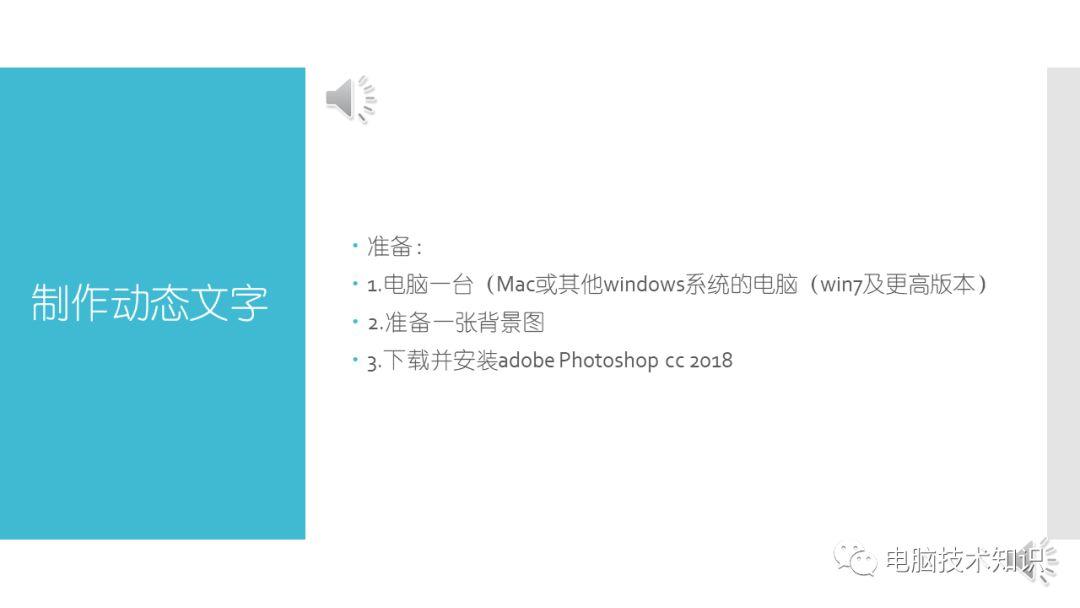 制作动态文字
准备：
1.电脑一台（Mac或其他windows系统的电脑（win7及更高版本）
2.准备一张背景图
3.下载并安装adobe Photoshop cc 2018
电脑技术知识